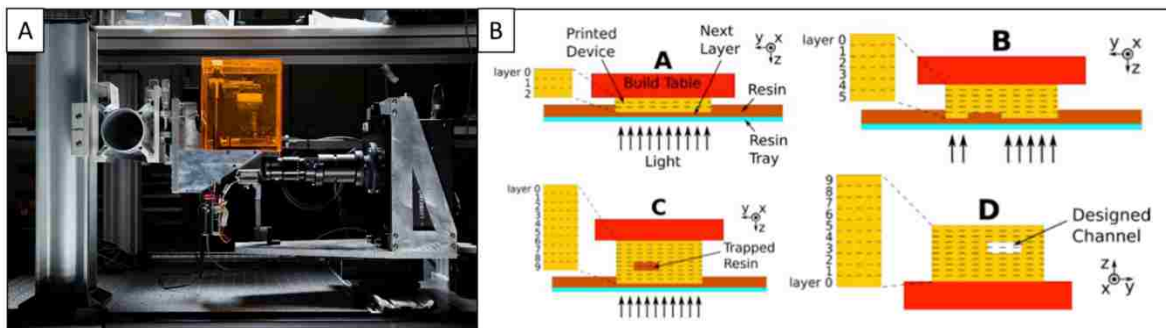 A
B
Printed Device
Next Layer
A
Build Table
layer 0
1
2
Resin
Resin Tray
Light
y x
z
B
layer 0
1
2
3
4
5
y x
z
C
layer 0
1
2
3
4
5
6
7
8
9
y x
z
Trapped Resin
D
9
8
7
6
5
4
3
2
1
layer 0
Designed Channel
z
x y